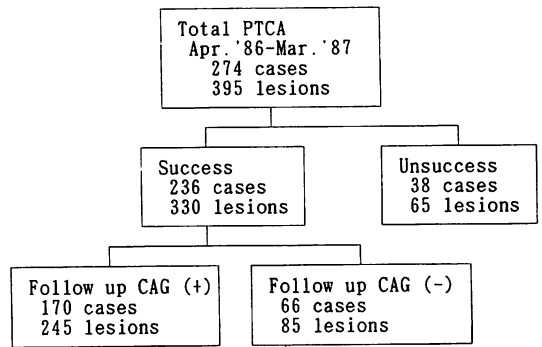 Total PTCA
Apr.'86-Mar.'87
274 cases
395 lesions
Success
236 cases
330 lesions
Unsuccess
38 cases
65 lesions
Follow up CAG (+)
170 cases
245 lesions
Follow up CAG (-)
66 cases
85 lesions